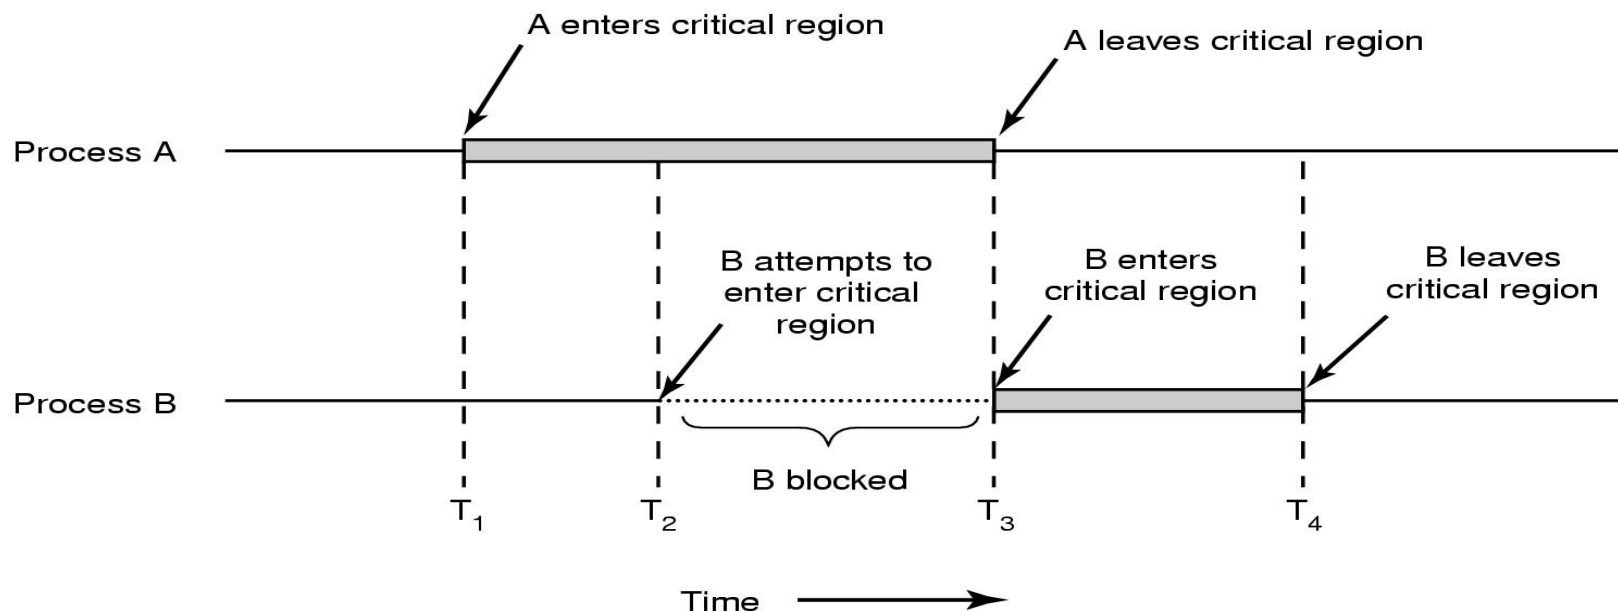 A enters critical region
A leaves critical region
Process A
B attempts to
enter critical
region
B enters
critical region
B leaves
critical region
Process B
B blocked
T1
T2
T3
T4
Time